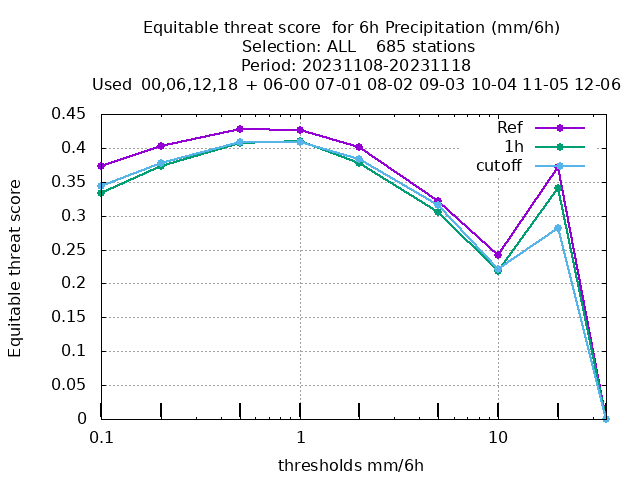 Equitable threat score  for 6h Precipitation (mm/6h)
Selection: ALL    685 stations
Period: 20231108-20231118
Used  00,06,12,18  + 06-00 07-01 08-02 09-03 10-04 11-05 12-06
Ref
1h
cutoff
Equitable threat score
0.45
0.4
0.35
0.3
0.25
0.2
0.15
0.1
0.05
0
0.1
1
10
thresholds mm/6h